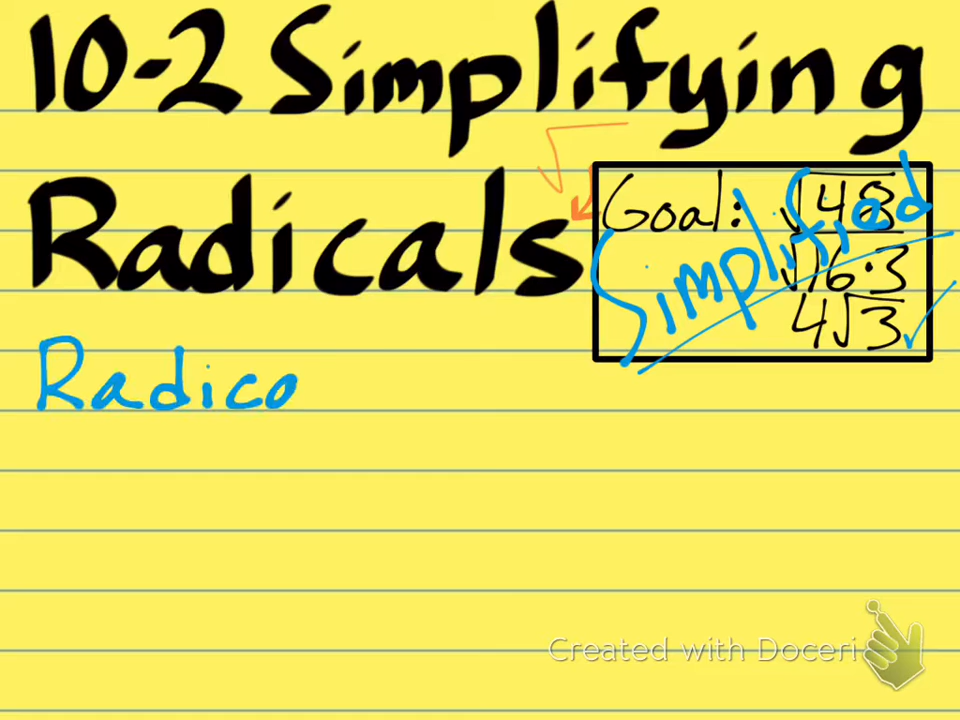 10-2 Simplifying
Radicals
Goal: √48
√16·3
4√3 ✓
Simplified
Radico
Created with Doceri